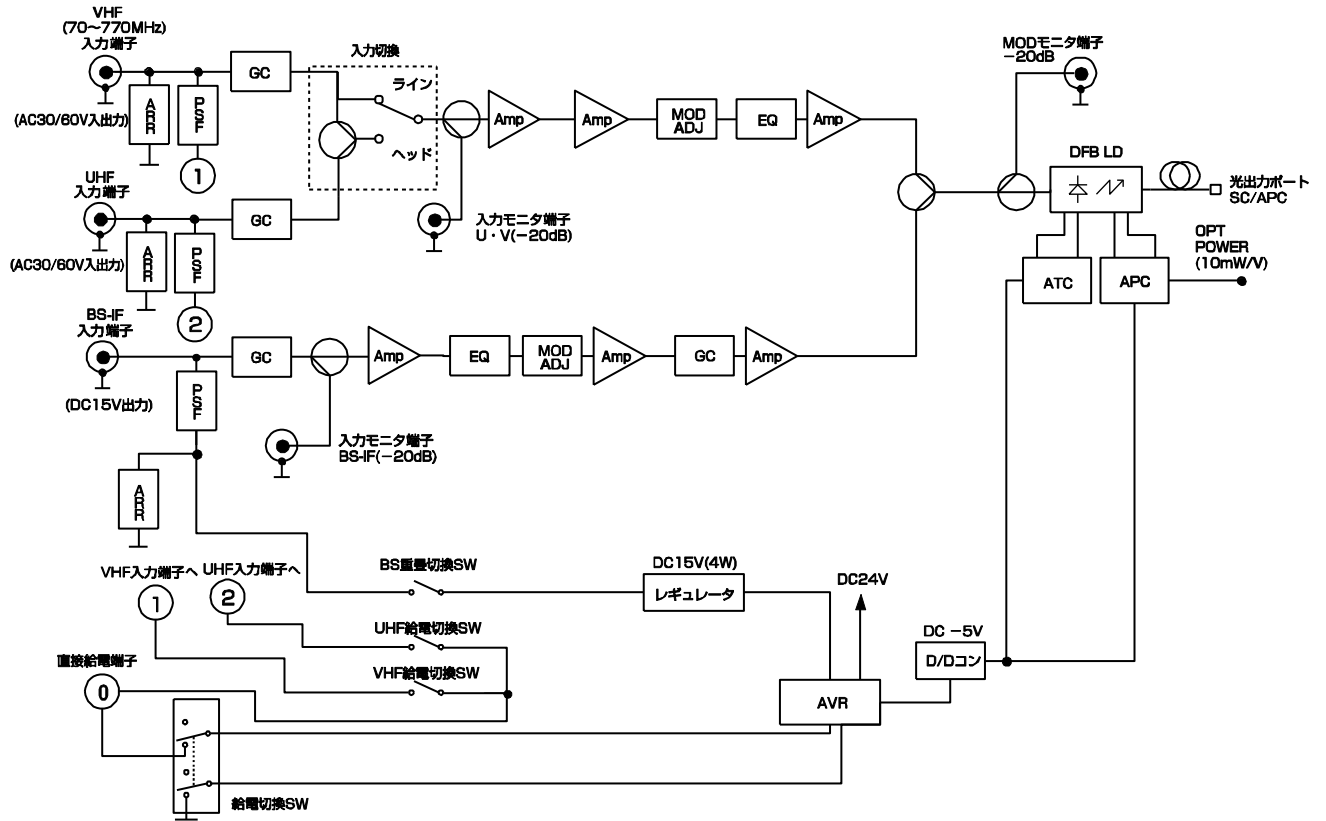 VHF
(70〜770MHz)
入力端子
(AC30/60V入出力)
ARR
PSF
1
GC
入力切換
ライン
ヘッド
Amp
Amp
MOD
ADJ
EQ
Amp
MODモニタ端子
−20dB
DFB LD
光出力ポート
SC/APC
UHF
入力端子
(AC30/60V入出力)
ARR
PSF
2
GC
入力モニタ端子
U・V(−20dB)
OPT
POWER
(10mW/V)
ATC
APC
BS-IF
入力端子
(DC15V出力)
PSF
ARR
GC
Amp
EQ
MOD
ADJ
Amp
GC
Amp
入力モニタ端子
BS-IF(−20dB)
VHF入力端子へ
1
UHF入力端子へ
2
BS重畳切換SW
DC15V(4W)
レギュレータ
DC24V
UHF給電切換SW
VHF給電切換SW
DC −5V
D/Dコン
直接給電端子
0
AVR
給電切換SW